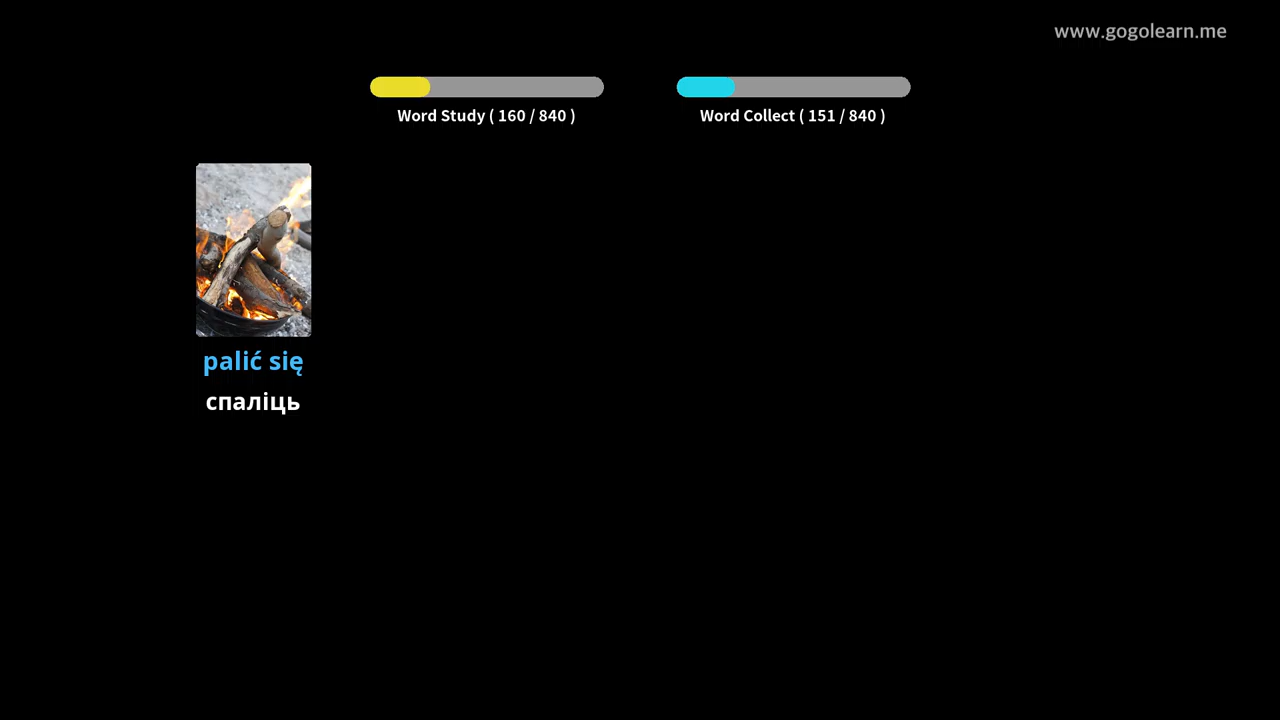 www.gogolearn.me
Word Study ( 160 / 840 )
Word Collect ( 151 / 840 )
palić się
спаліць